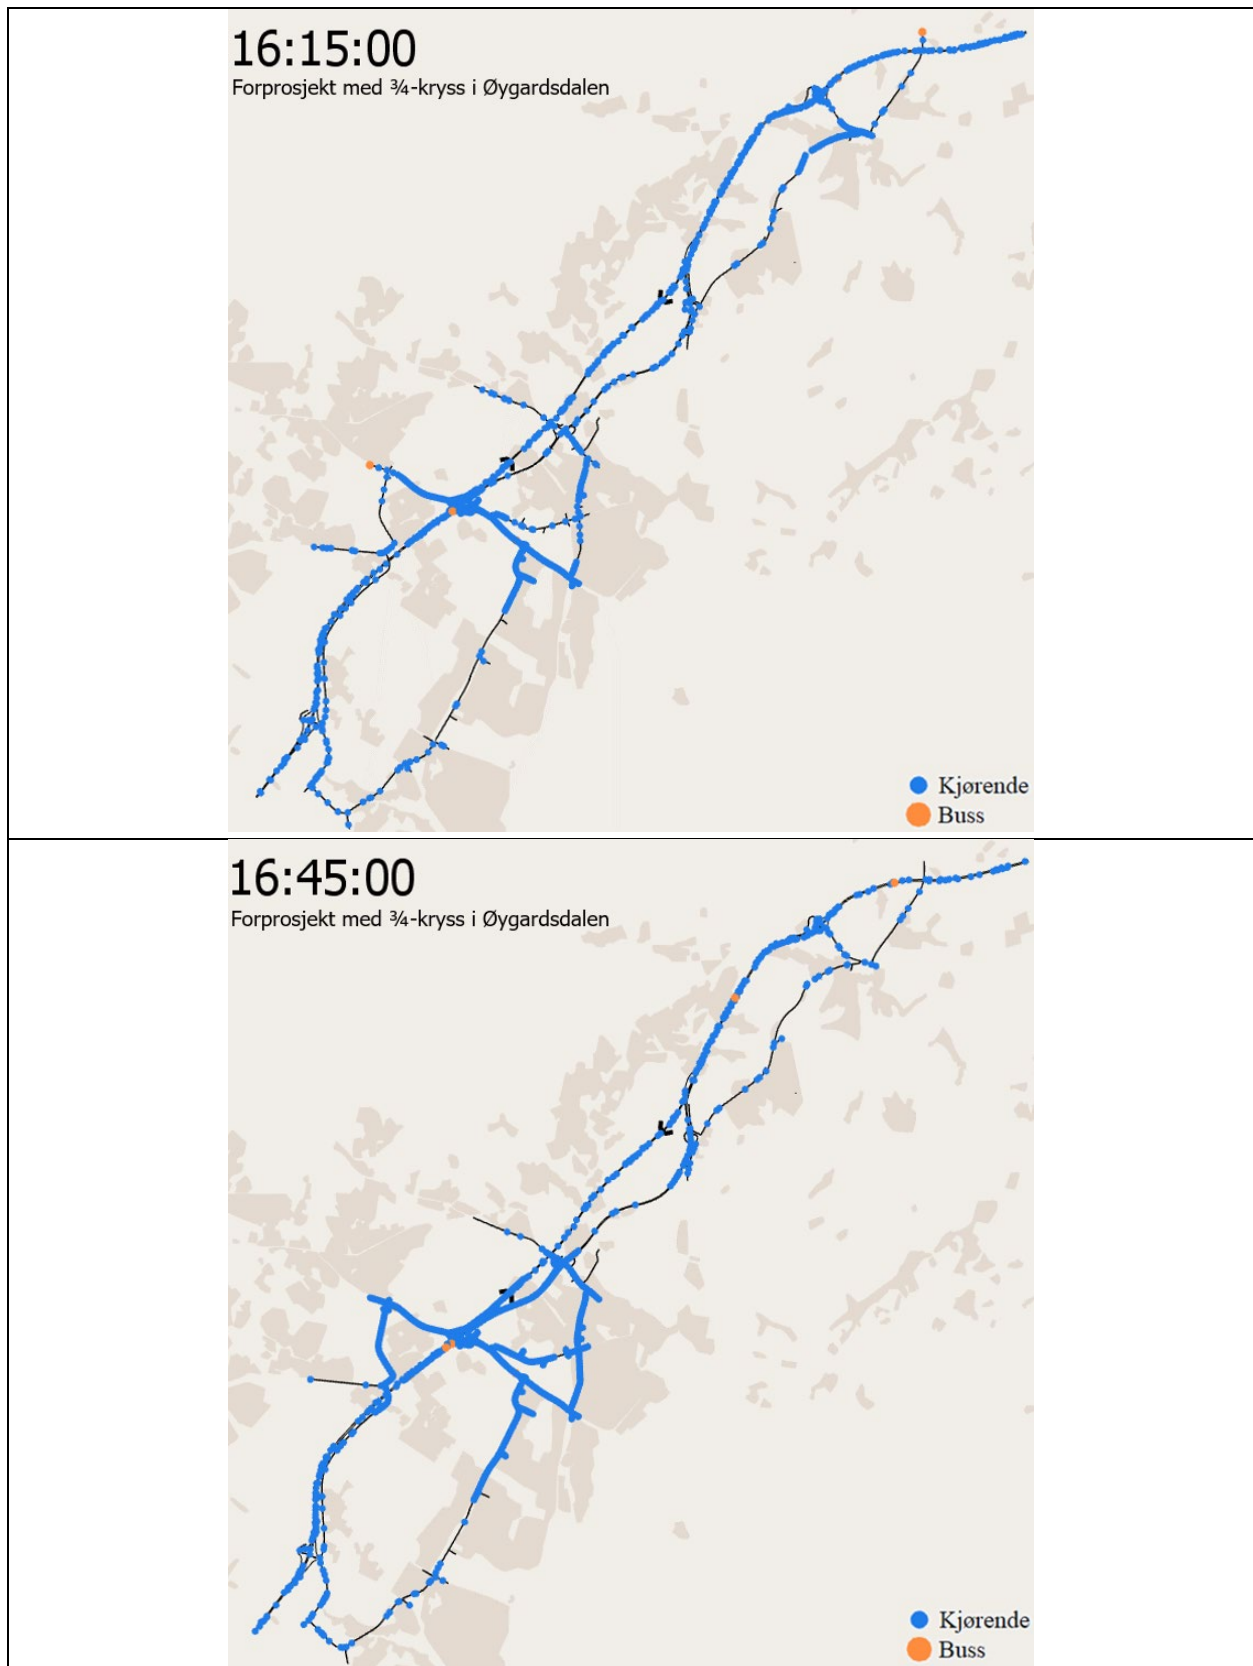 16:15:00
Forprosjekt med ¾-kryss i Øygardsdalen
Kjørende
Buss
16:45:00
Forprosjekt med ¾-kryss i Øygardsdalen
Kjørende
Buss